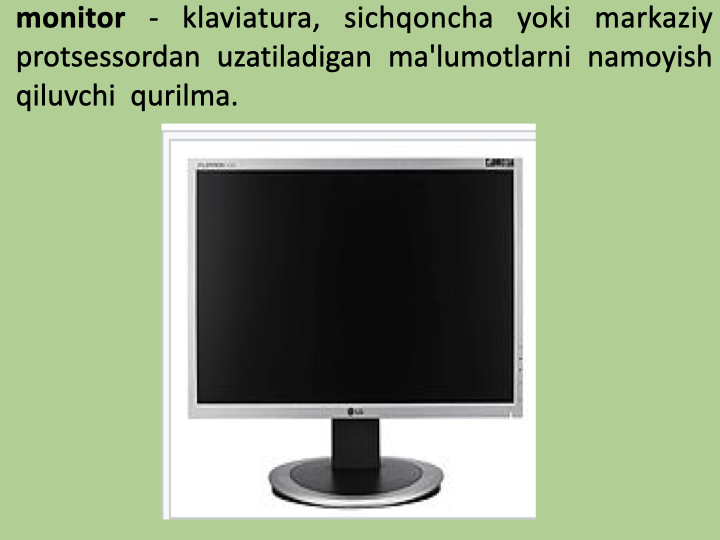 monitor - klaviatura, sichqoncha yoki markaziy
protsessordan uzatiladigan ma'lumotlarni namoyish
qiluvchi qurilma.
LG